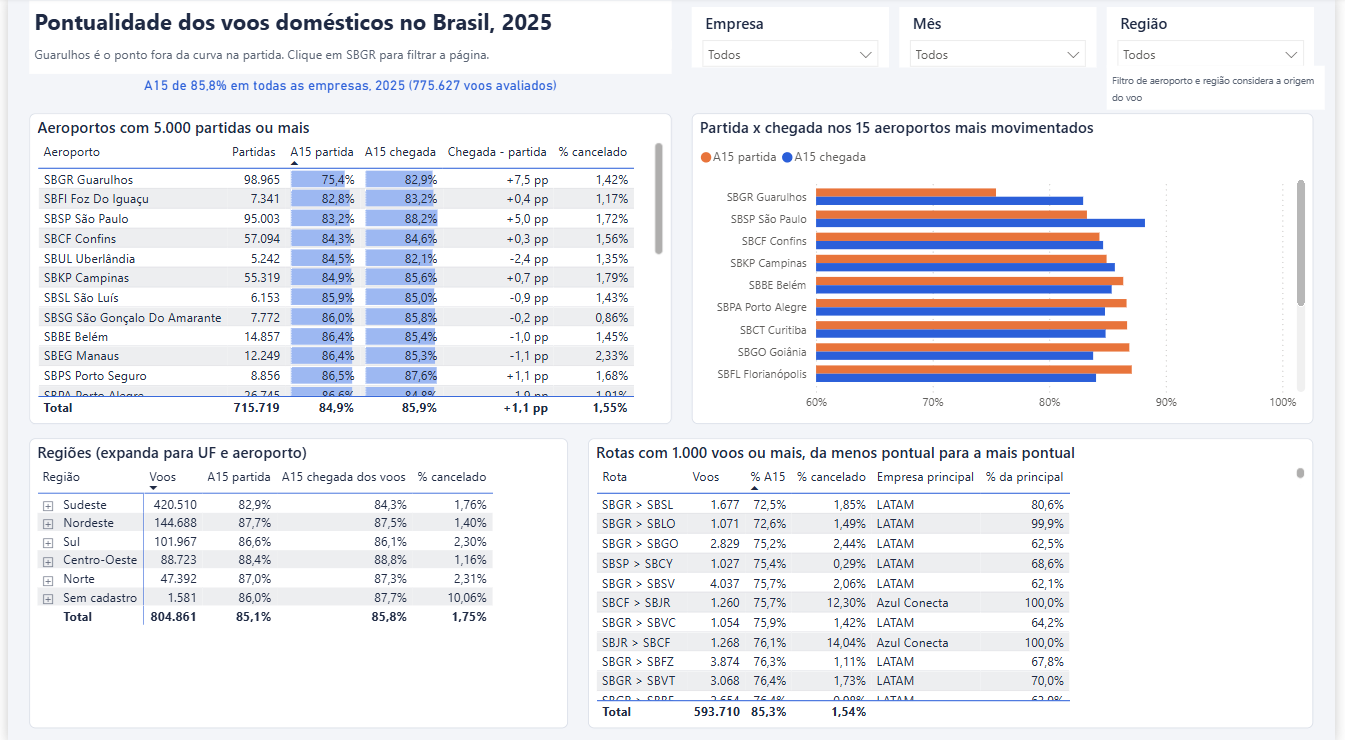 Pontualidade dos voos domésticos no Brasil, 2025
Guarulhos é o ponto fora da curva na partida. Clique em SBGR para filtrar a página.
A15 de 85,8% em todas as empresas, 2025 (775.627 voos avaliados)
Empresa
Todos
Mês
Todos
Região
Todos
Filtro de aeroporto e região considera a origem
do voo
Aeroportos com 5.000 partidas ou mais
Aeroporto Partidas A15 partida A15 chegada Chegada - partida % cancelado
SBGR Guarulhos 98.965 75,4% 82,9% +7,5 pp 1,42%
SBFI Foz Do Iguaçu 7.341 82,8% 83,2% +0,4 pp 1,17%
SBSP São Paulo 95.003 83,2% 88,2% +5,0 pp 1,72%
SBCF Confins 57.094 84,3% 84,6% +0,3 pp 1,56%
SBUL Uberlândia 5.242 84,5% 82,1% -2,4 pp 1,35%
SBKP Campinas 55.319 84,9% 85,6% +0,7 pp 1,79%
SBSL São Luís 6.153 85,9% 85,0% -0,9 pp 1,43%
SBSG São Gonçalo Do Amarante 7.772 86,0% 85,8% -0,2 pp 0,86%
SBBE Belém 14.857 86,4% 85,4% -1,0 pp 1,45%
SBEG Manaus 12.249 86,4% 85,3% -1,1 pp 2,33%
SBPS Porto Seguro 8.856 86,5% 87,6% +1,1 pp 1,68%
SBPA Porto Alegre 26.745 86,6% 84,8% -1,9 pp 1,91%
Total 715.719 84,9% 85,9% +1,1 pp 1,55%
Partida x chegada nos 15 aeroportos mais movimentados
A15 partida A15 chegada
SBGR Guarulhos
SBSP São Paulo
SBCF Confins
SBKP Campinas
SBBE Belém
SBPA Porto Alegre
SBCT Curitiba
SBGO Goiânia
SBFL Florianópolis
60% 70% 80% 90% 100%
Regiões (expanda para UF e aeroporto)
Região Voos A15 partida A15 chegada dos voos % cancelado
Sudeste 420.510 82,9% 84,3% 1,76%
Nordeste 144.688 87,7% 87,5% 1,40%
Sul 101.967 86,6% 86,1% 2,30%
Centro-Oeste 88.723 88,4% 88,8% 1,16%
Norte 47.392 87,0% 87,3% 2,31%
Sem cadastro 1.581 86,0% 87,7% 10,06%
Total 804.861 85,1% 85,8% 1,75%
Rotas com 1.000 voos ou mais, da menos pontual para a mais pontual
Rota Voos % A15 % cancelado Empresa principal % da principal
SBGR > SBSL 1.677 72,5% 1,85% LATAM 80,6%
SBGR > SBLO 1.071 72,6% 1,49% LATAM 99,9%
SBGR > SBGO 2.829 75,2% 2,44% LATAM 62,5%
SBSP > SBCY 1.027 75,4% 0,29% LATAM 68,6%
SBGR > SBSV 4.037 75,7% 2,06% LATAM 62,1%
SBCF > SBJR 1.260 75,7% 12,30% Azul Conecta 100,0%
SBGR > SBVC 1.054 75,9% 1,42% LATAM 64,2%
SBJR > SBCF 1.268 76,1% 14,04% Azul Conecta 100,0%
SBGR > SBFZ 3.874 76,3% 1,11% LATAM 67,8%
SBGR > SBVT 3.068 76,4% 1,73% LATAM 70,0%
Total 593.710 85,3% 1,54%